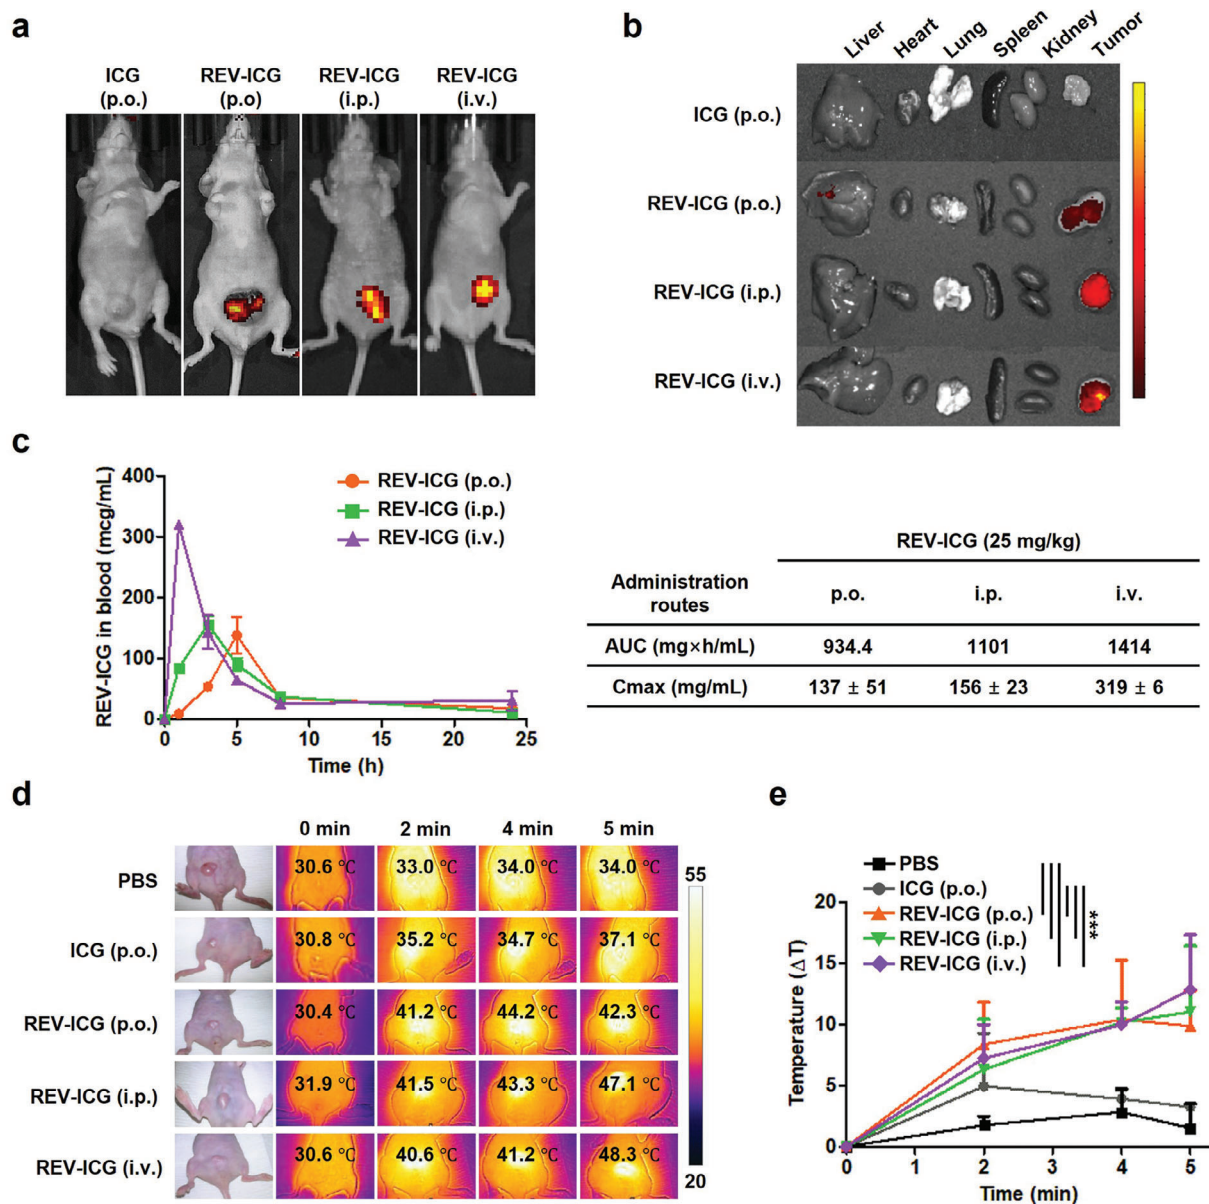 a
ICG
(p.o.)
REV-ICG
(p.o)
REV-ICG
(i.p.)
REV-ICG
(i.v.)
b
Liver
Heart
Lung
Spleen
Kidney
Tumor
ICG (p.o.)
REV-ICG (p.o.)
REV-ICG (i.p.)
REV-ICG (i.v.)
c
REV-ICG in blood (mcg/mL)
400
300
200
100
0
0 5 10 15 20 25
Time (h)
REV-ICG (p.o.)
REV-ICG (i.p.)
REV-ICG (i.v.)
REV-ICG (25 mg/kg)
Administration
routes
p.o. i.p. i.v.
AUC (mg×h/mL) 934.4 1101 1414
Cmax (mg/mL) 137 ± 51 156 ± 23 319 ± 6
d
0 min 2 min 4 min 5 min
PBS 30.6 °C 33.0 °C 34.0 °C 34.0 °C
ICG (p.o.) 30.8 °C 35.2 °C 34.7 °C 37.1 °C
REV-ICG (p.o.) 30.4 °C 41.2 °C 44.2 °C 42.3 °C
REV-ICG (i.p.) 31.9 °C 41.5 °C 43.3 °C 47.1 °C
REV-ICG (i.v.) 30.6 °C 40.6 °C 41.2 °C 48.3 °C
55
20
e
PBS
ICG (p.o.)
REV-ICG (p.o.)
REV-ICG (i.p.)
REV-ICG (i.v.)
***
Temperature (ΔT)
20
15
10
5
0
0 1 2 3 4 5
Time (min)